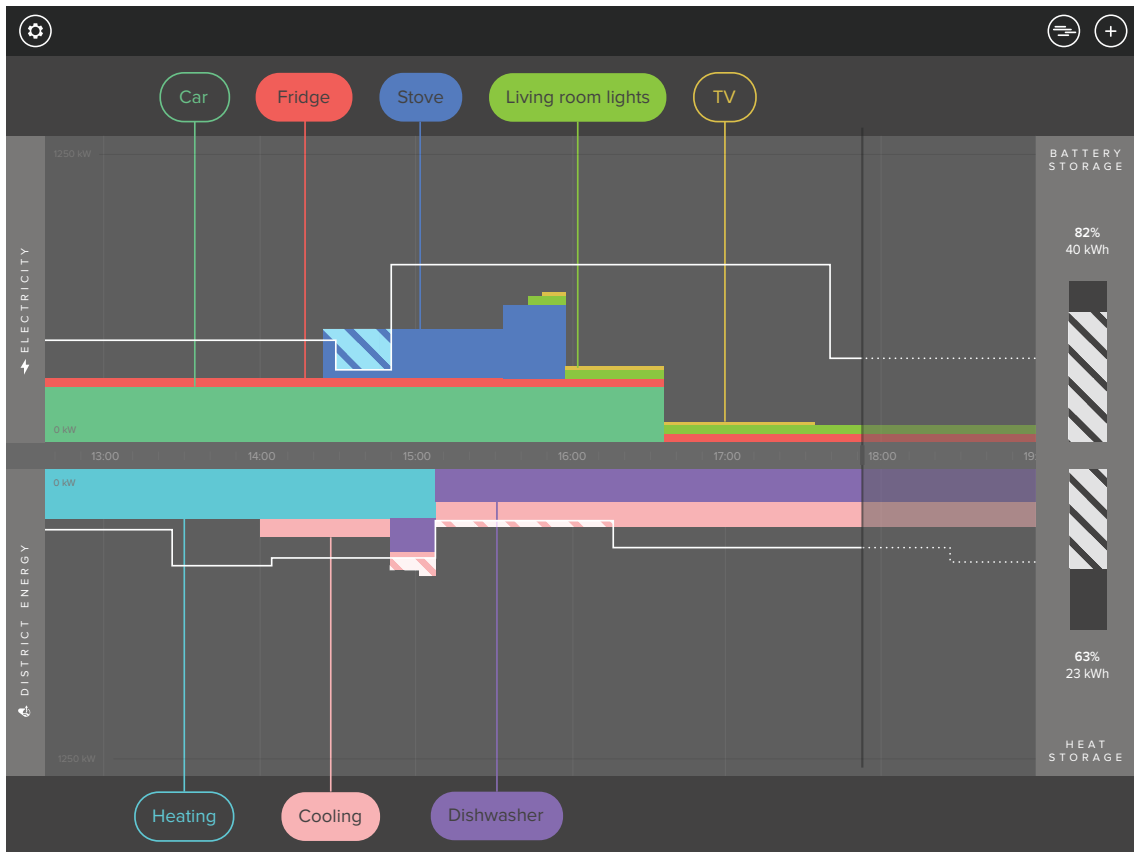 Car
Fridge
Stove
Living room lights
TV
1250 kW
BATTERY
STORAGE
82%
40 kWh
ELECTRICITY
0 kW
13:00
14:00
15:00
16:00
17:00
18:00
19:
0 kW
DISTRICT ENERGY
63%
23 kWh
HEAT
STORAGE
1250 kW
Heating
Cooling
Dishwasher